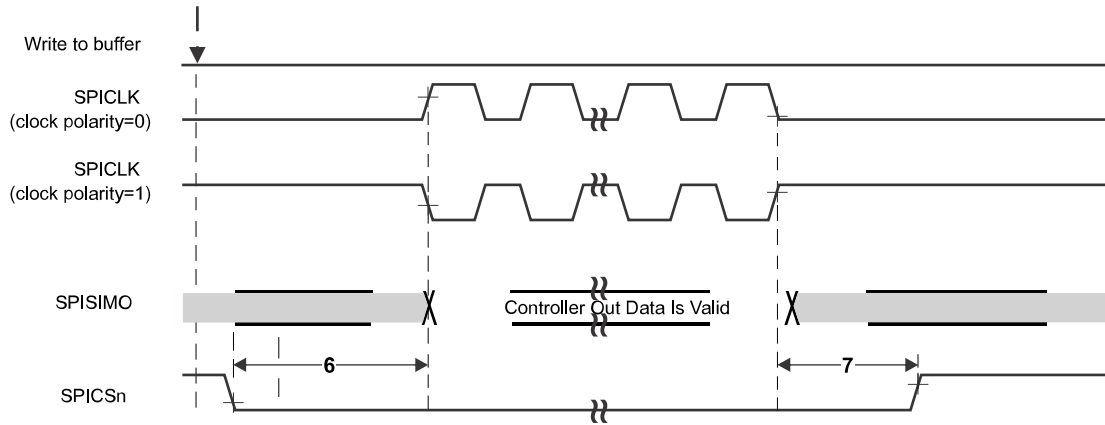 Write to buffer
SPICLK
(clock polarity=0)
SPICLK
(clock polarity=1)
SPISIMO
Controller Out Data Is Valid
6
7
SPICSn